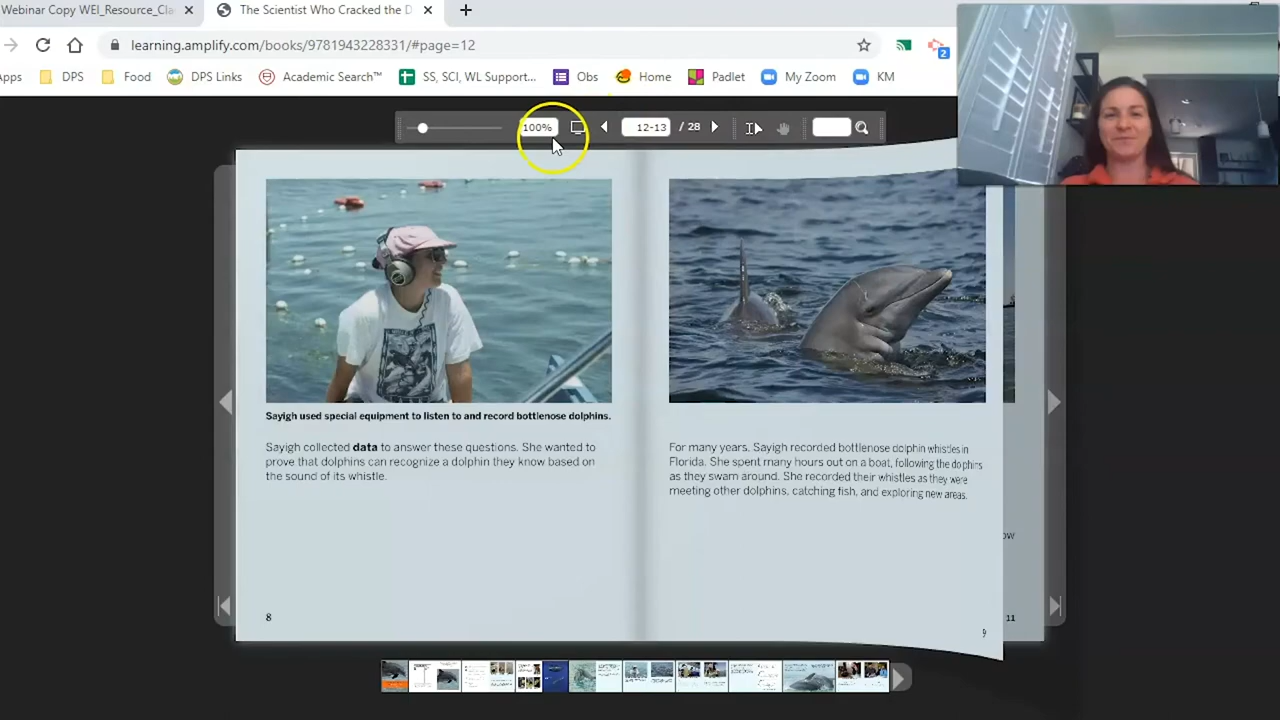 Webinar Copy WEI_Resource_Cla
The Scientist Who Cracked the D
learning.amplify.com/books/9781943228331/#page=12
2
Apps DPS Food DPS Links Academic Search™ SS, SCI, WL Support... Obs Home Padlet My Zoom KM
100% 12-13 / 28
Sayigh used special equipment to listen to and record bottlenose dolphins.
Sayigh collected data to answer these questions. She wanted to
prove that dolphins can recognize a dolphin they know based on
the sound of its whistle.
8
For many years, Sayigh recorded bottlenose dolphin whistles in
Florida. She spent many hours out on a boat, following the dolphins
as they swam around. She recorded their whistles as they were
meeting other dolphins, catching fish, and exploring new areas.
9
ow
11